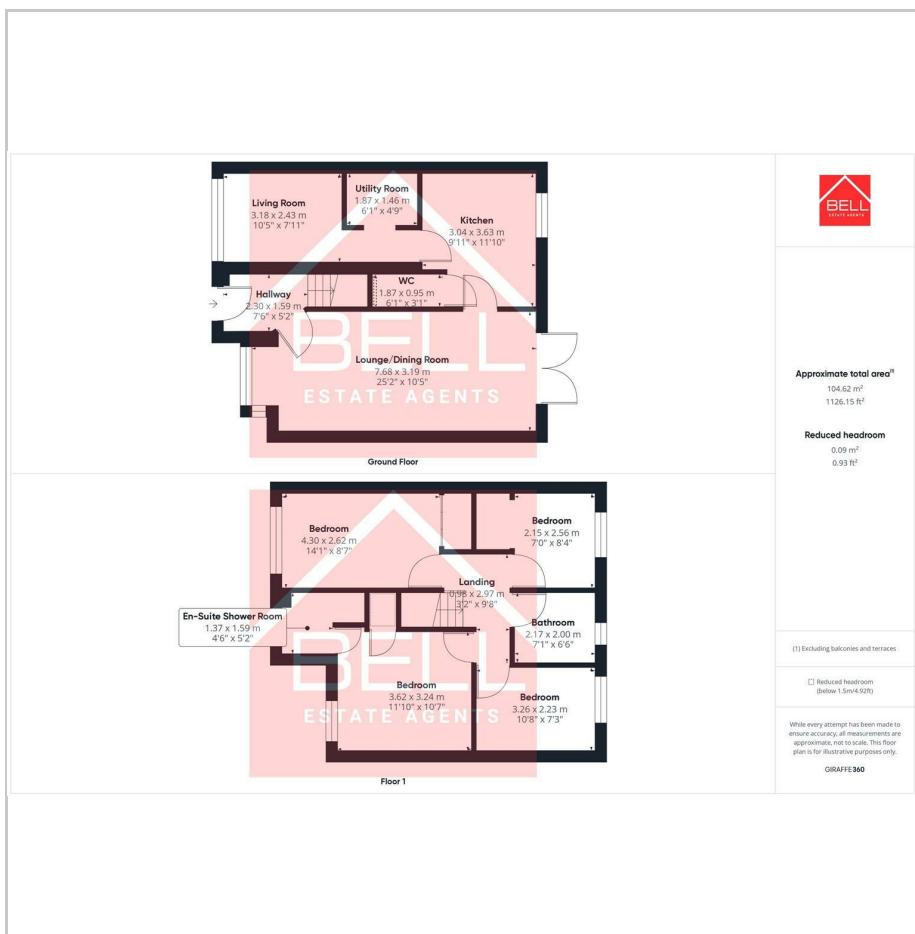 Living Room
3.18 x 2.43 m
10'5" x 7'11"
Utility Room
1.87 x 1.46 m
6'1" x 4'9"
Kitchen
3.04 x 3.63 m
9'11" x 11'10"
WC
1.87 x 0.95 m
6'1" x 3'1"
Hallway
2.30 x 1.59 m
7'6" x 5'2"
Lounge/Dining Room
7.68 x 3.19 m
25'2" x 10'5"
BELL
ESTATE AGENTS
Ground Floor
Bedroom
4.30 x 2.62 m
14'1" x 8'7"
Bedroom
2.15 x 2.56 m
7'0" x 8'4"
Landing
0.98 x 2.97 m
3'2" x 9'8"
En-Suite Shower Room
1.37 x 1.59 m
4'6" x 5'2"
Bathroom
2.17 x 2.00 m
7'1" x 6'6"
Bedroom
3.62 x 3.24 m
11'10" x 10'7"
Bedroom
3.26 x 2.23 m
10'8" x 7'3"
BELL
ESTATE AGENTS
Floor 1
BELL
ESTATE AGENTS
Approximate total area(1)
104.62 m²
1126.15 ft²
Reduced headroom
0.09 m²
0.93 ft²
(1) Excluding balconies and terraces
Reduced headroom
(below 1.5m/4.92ft)
While every attempt has been made to
ensure accuracy, all measurements are
approximate, not to scale. This floor
plan is for illustrative purposes only.
GIRAFFE360